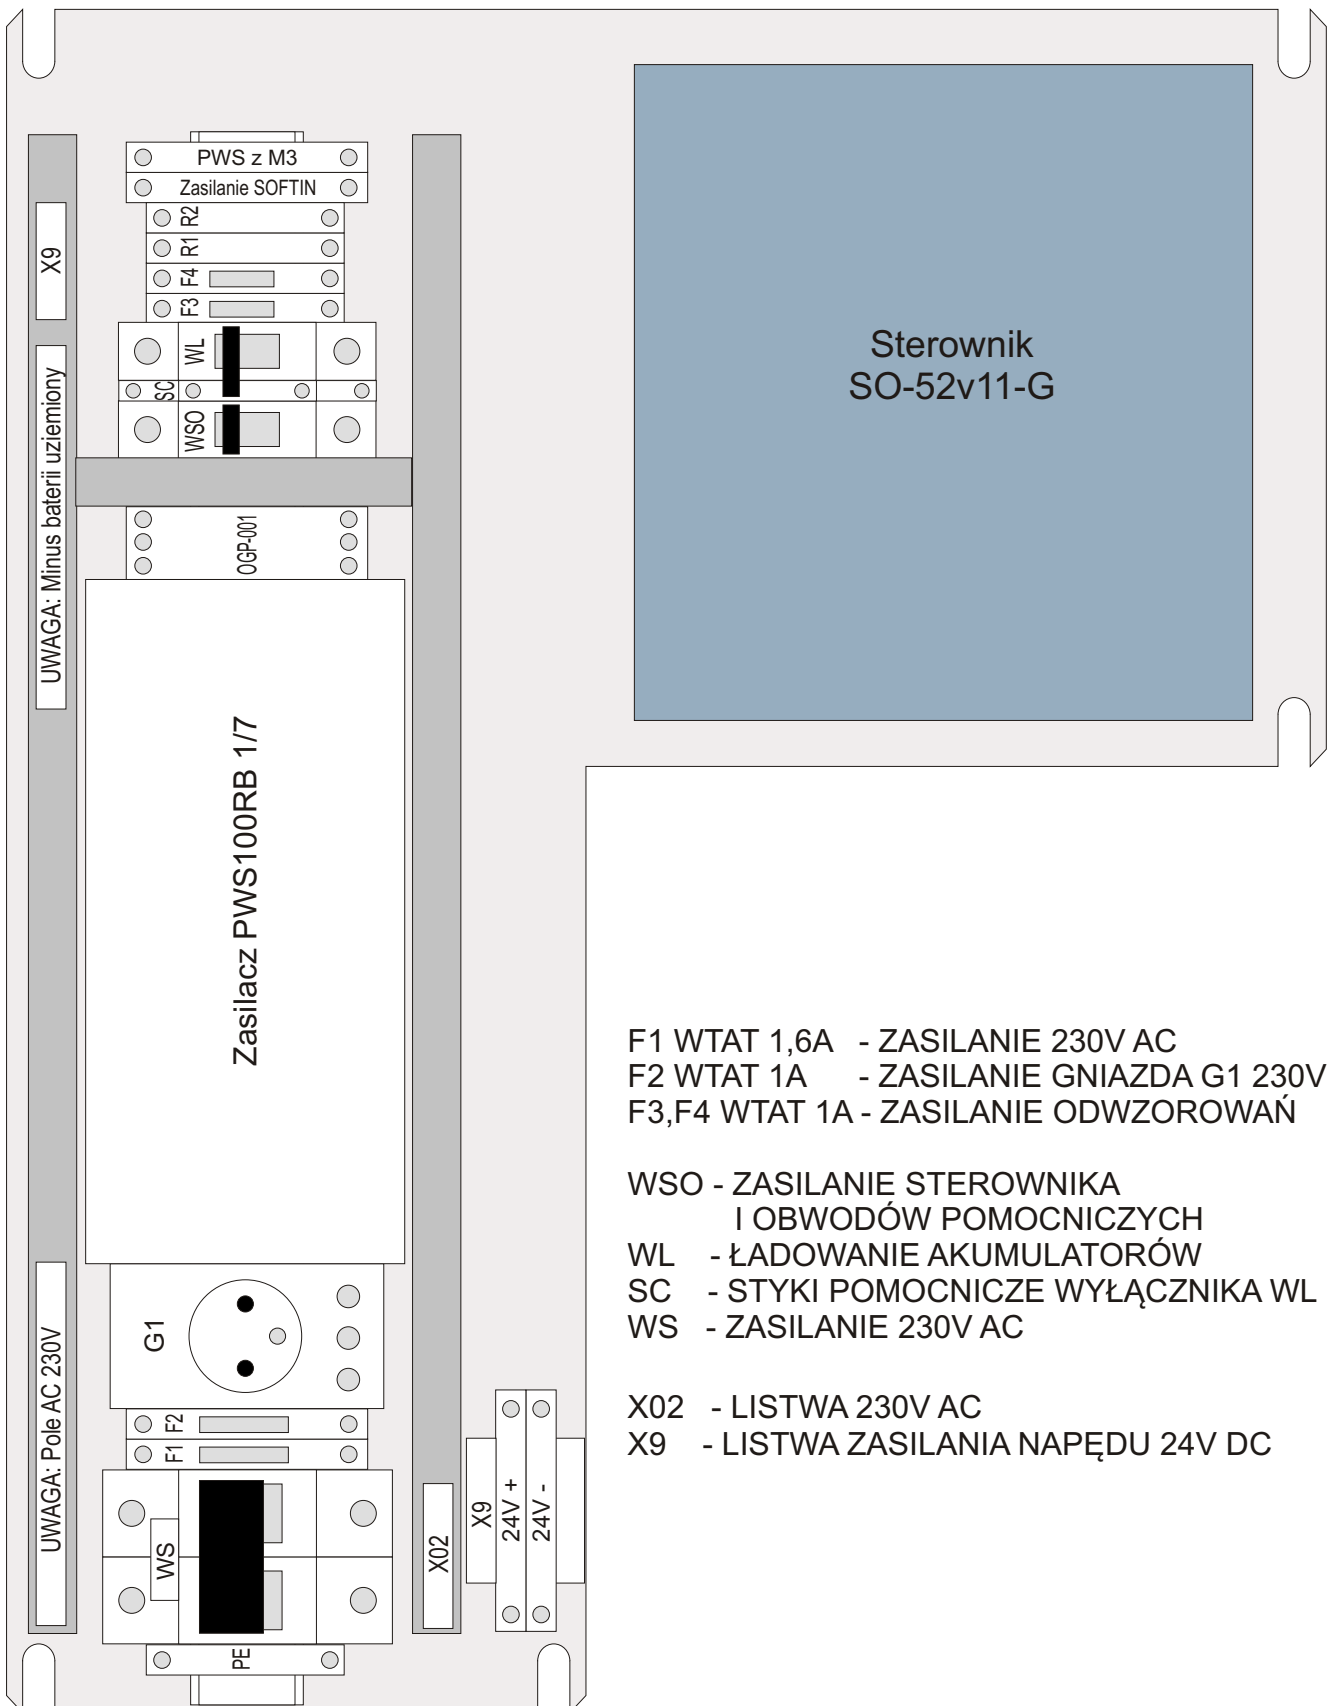 PWS z M3
Zasilanie SOFTIN
R2
R1
F4
F3
WL
SC
WSO
X9
UWAGA: Minus baterii uziemiony
OGP-001
Zasilacz PWS100RB 1/7
Sterownik
SO-52v11-G
G1
F2
F1
WS
PE
UWAGA: Pole AC 230V
X02
X9
24V +
24V -
F1 WTAT 1,6A - ZASILANIE 230V AC
F2 WTAT 1A - ZASILANIE GNIAZDA G1 230V
F3,F4 WTAT 1A - ZASILANIE ODWZOROWAŃ
WSO - ZASILANIE STEROWNIKA
I OBWODÓW POMOCNICZYCH
WL - ŁADOWANIE AKUMULATORÓW
SC - STYKI POMOCNICZE WYŁĄCZNIKA WL
WS - ZASILANIE 230V AC
X02 - LISTWA 230V AC
X9 - LISTWA ZASILANIA NAPĘDU 24V DC